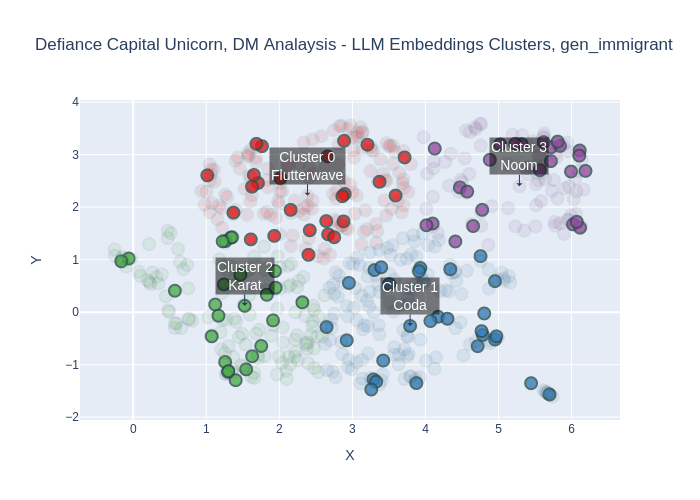 Defiance Capital Unicorn, DM Analaysis - LLM Embeddings Clusters, gen_immigrant
4
3
2
1
0
−1
−2
Y
Cluster 0
Flutterwave
Cluster 3
Noom
Cluster 2
Karat
Cluster 1
Coda
0 1 2 3 4 5 6
X